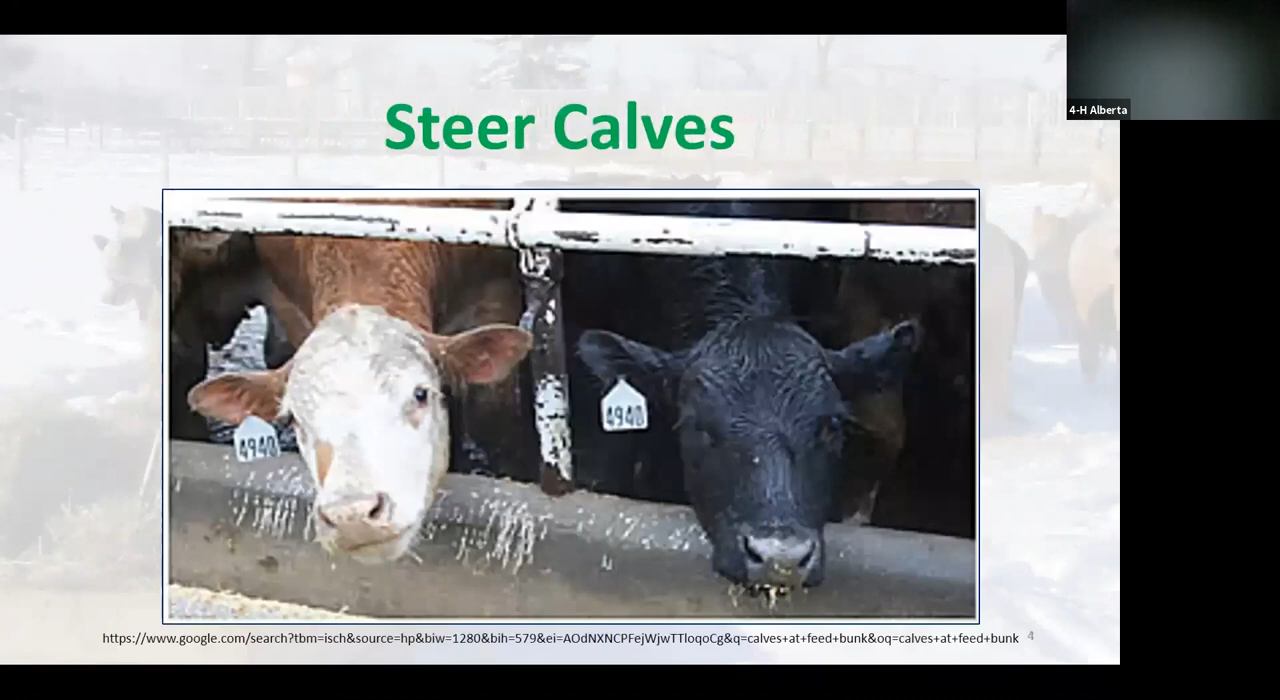 4-H Alberta
Steer Calves
4940
4940
https://www.google.com/search?tbm=isch&source=hp&biw=1280&bih=579&ei=AOdNXNCPFejWjwTTloqoCg&q=calves+at+feed+bunk&oq=calves+at+feed+bunk
4